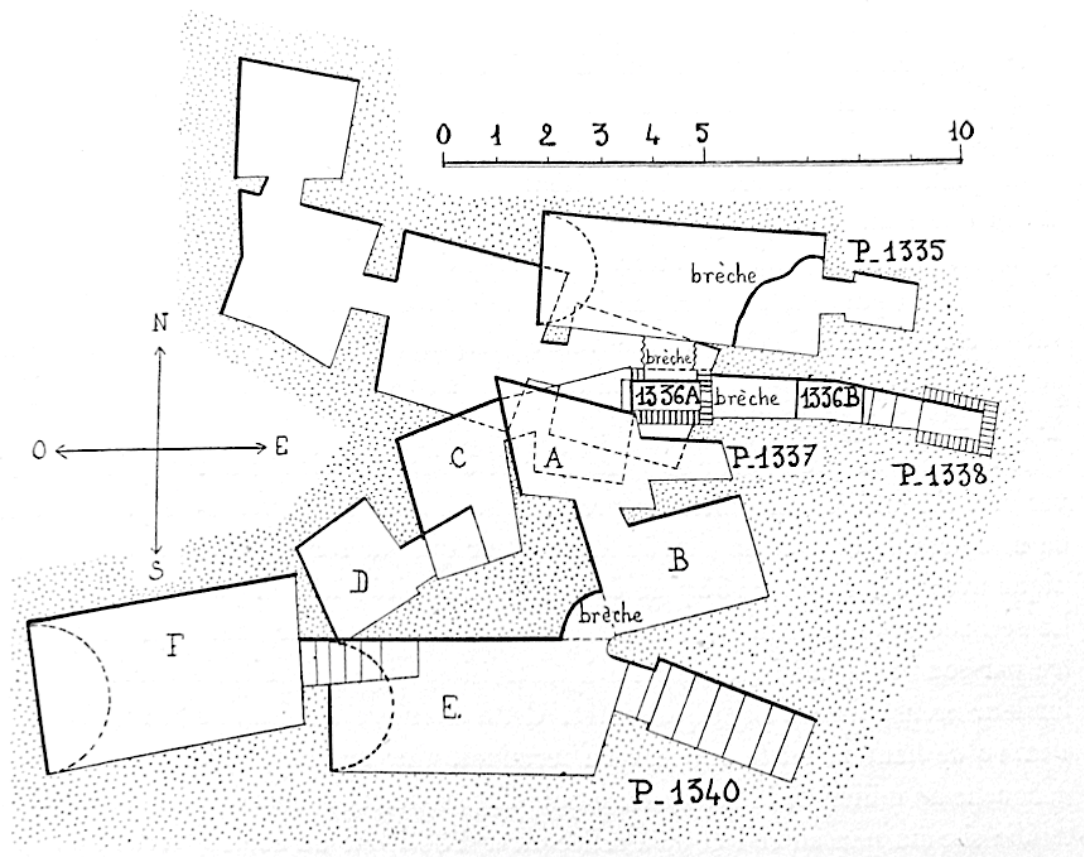 0 1 2 3 4 5 10
P_1335
brèche
N
brèche
1336A
brèche
1336B
O
E
C
A
P_1337
P_1338
S
D
B
brèche
F
E.
P_1340